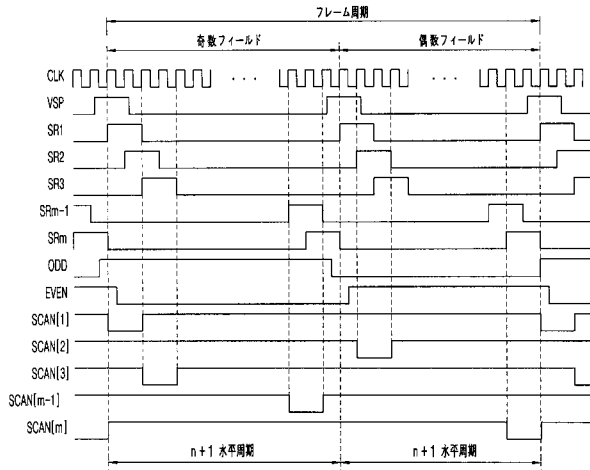 フレーム周期
奇数フィールド 偶数フィールド
CLK
VSP
SR1
SR2
SR3
SRm-1
SRm
ODD
EVEN
SCAN[1]
SCAN[2]
SCAN[3]
SCAN[m-1]
SCAN[m]
n+1 水平周期 n+1 水平周期